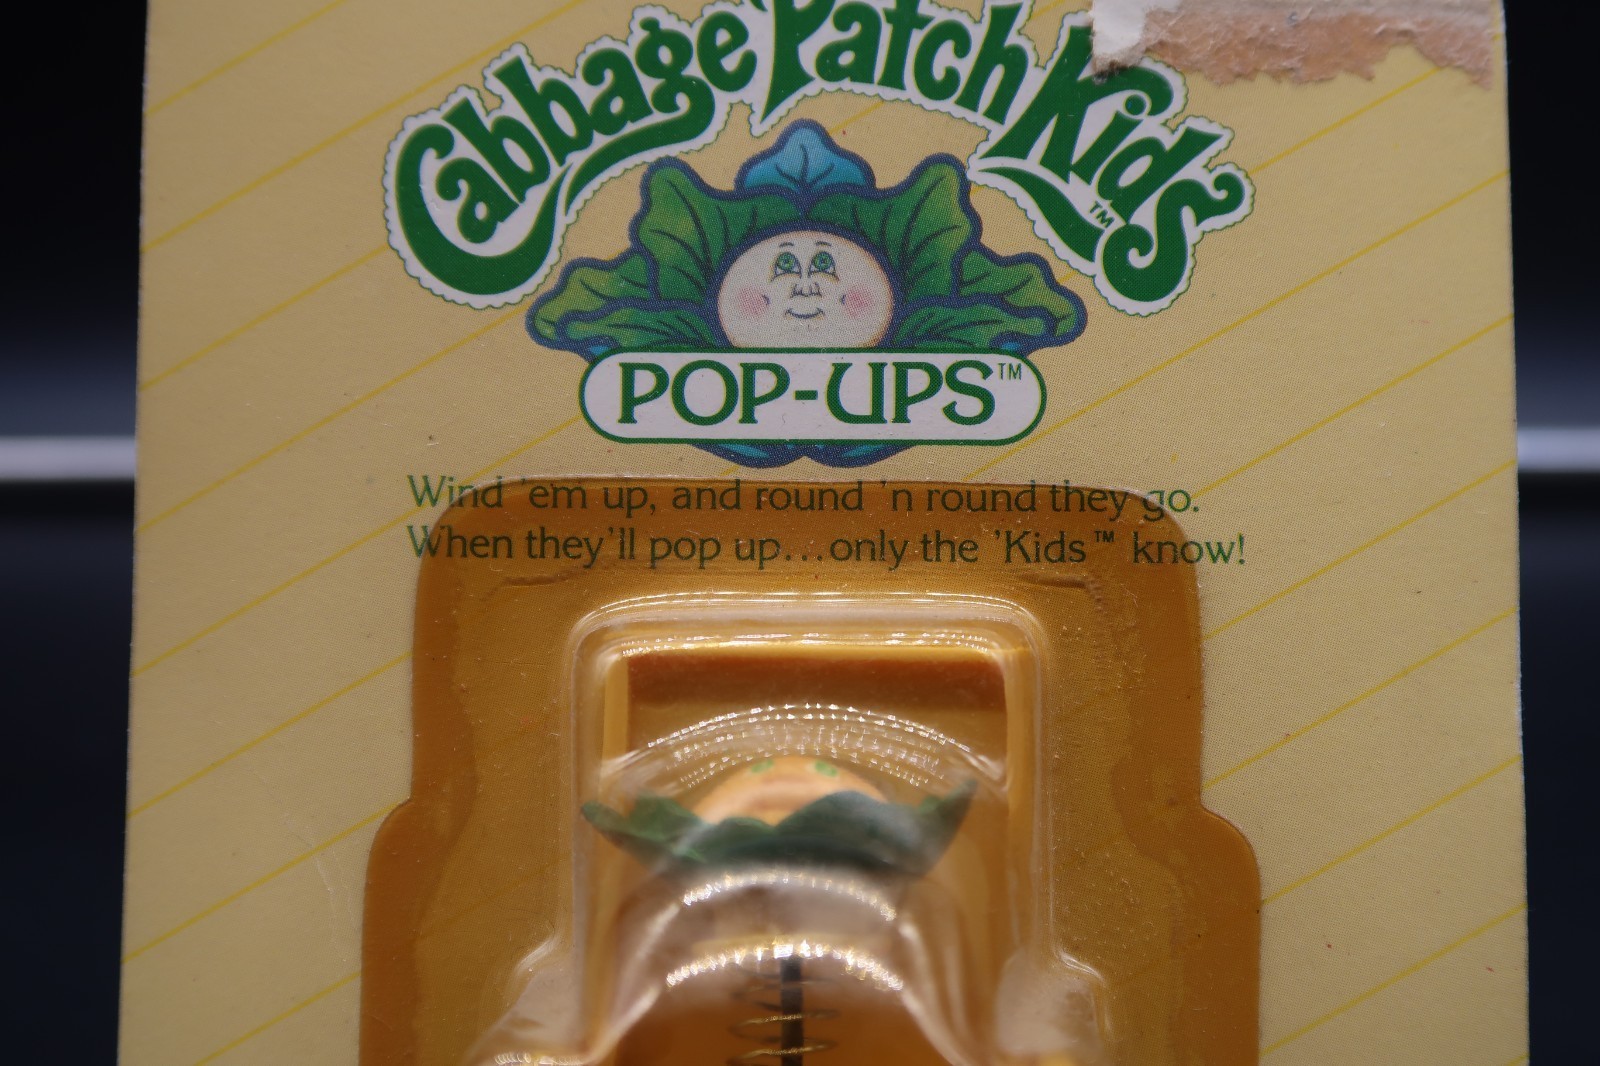 Cabbage Patch Kids™
POP-UPS™
Wind 'em up, and round 'n round they go.
When they'll pop up...only the 'Kids™ know!